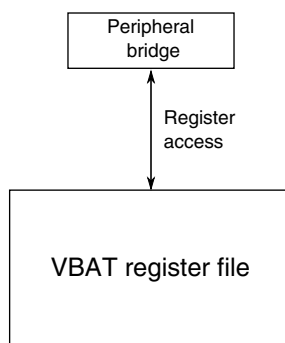 Peripheral
bridge
Register
access
VBAT register file